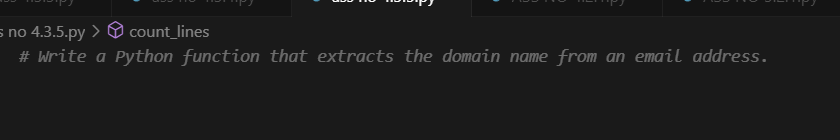 s no 4.3.5.py > count_lines
# Write a Python function that extracts the domain name from an email address.